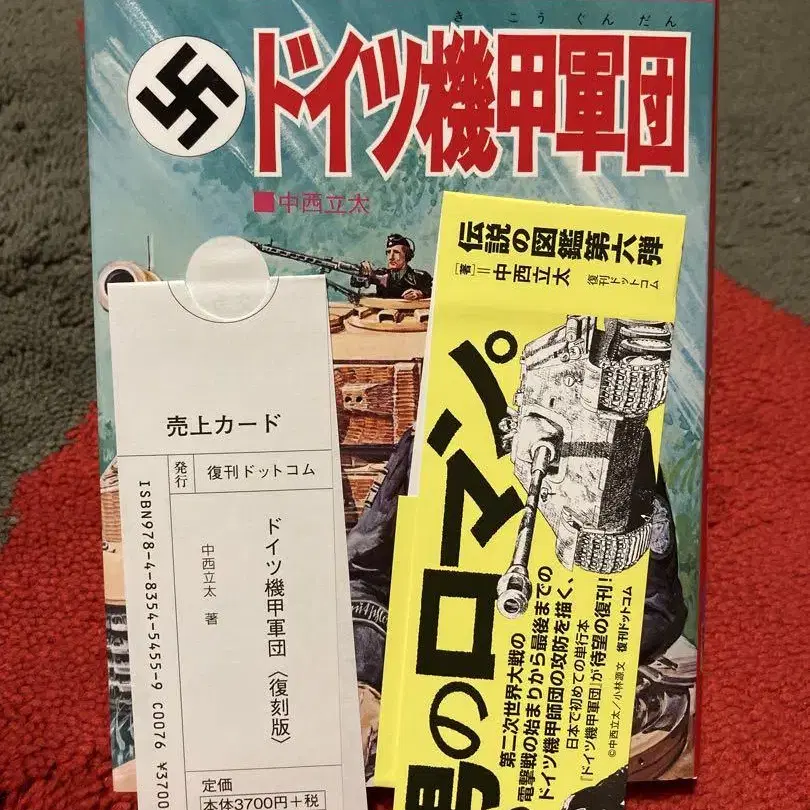 きこうぐんだん
ドイツ機甲軍団
■中西立太
売上カード
発行 復刊ドットコム
ドイツ機甲軍団〈復刻版〉
中西立太 著
ISBN978-4-8354-5455-9 C0076 ¥3700
定価
本体3700円+税
伝説の図鑑第六弾
[著]=中西立太 復刊ドットコム
のロマン。
第二次世界大戦の
電撃戦の始まりから最後までの
ドイツ機甲師団の攻防を描く、
日本で初めての単行本
『ドイツ機甲軍団』が待望の復刊!
©中西立太/小林源文 復刊ドットコム